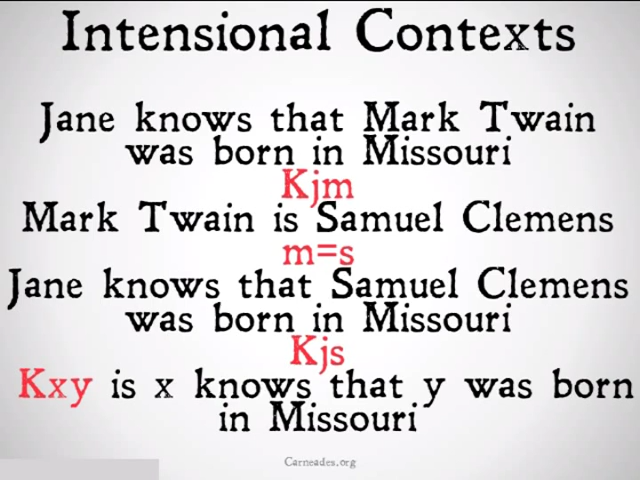 Intensional Contexts
Jane knows that Mark Twain
was born in Missouri
Kjm
Mark Twain is Samuel Clemens
m=s
Jane knows that Samuel Clemens
was born in Missouri
Kjs
Kxy is x knows that y was born
in Missouri
Carneades.org